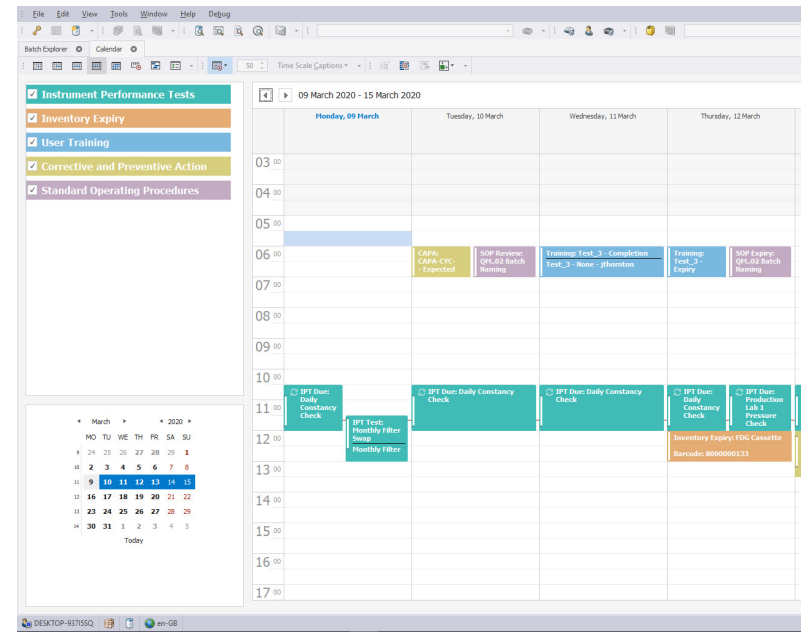 File Edit View Tools Window Help Debug
Batch Explorer Calendar
50 Time Scale Captions
Instrument Performance Tests
Inventory Expiry
User Training
Corrective and Preventive Action
Standard Operating Procedures
09 March 2020 - 15 March 2020
Monday, 09 March Tuesday, 10 March Wednesday, 11 March Thursday, 12 March
03 00
04 00
05 00
06 00
CAPA:
CAPA-CYC-
- Expected
SOP Review:
QM..02 Batch
Naming
Training: Test_3 - Completion
Test_3 - None - jthornton
Training:
Test_3 -
Expiry
SOP Expiry:
QM..02 Batch
Naming
07 00
08 00
09 00
10 00
IPT Due:
Daily
Constancy
Check
IPT Test:
Monthly Filter
Swap
Monthly Filter
IPT Due: Daily Constancy
Check
IPT Due: Daily Constancy
Check
IPT Due:
Daily
Constancy
Check
IPT Due:
Production
Lab 1
Pressure
Check
11 00
12 00
Inventory Expiry: FDG Cassette
Barcode: 8000000133
13 00
14 00
15 00
16 00
17 00
March 2020
MO TU WE TH FR SA SU
9 24 25 26 27 28 29 1
10 2 3 4 5 6 7 8
11 9 10 11 12 13 14 15
12 16 17 18 19 20 21 22
13 23 24 25 26 27 28 29
14 30 31 1 2 3 4 5
Today
DESKTOP-937I5SQ en-GB